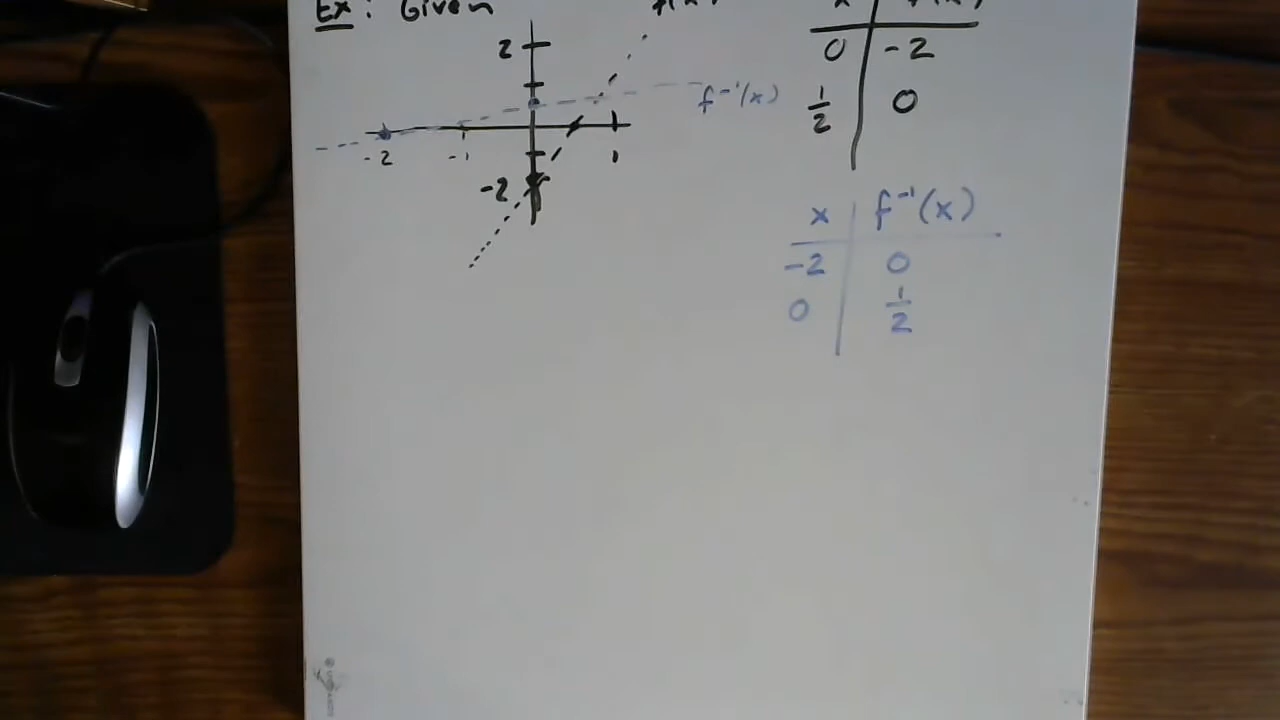 Ex: Given f(x)
x f(x)
2
0 -2
f⁻¹(x)
1/2 0
-2 -1 1
-2
x f⁻¹(x)
-2 0
0 1/2